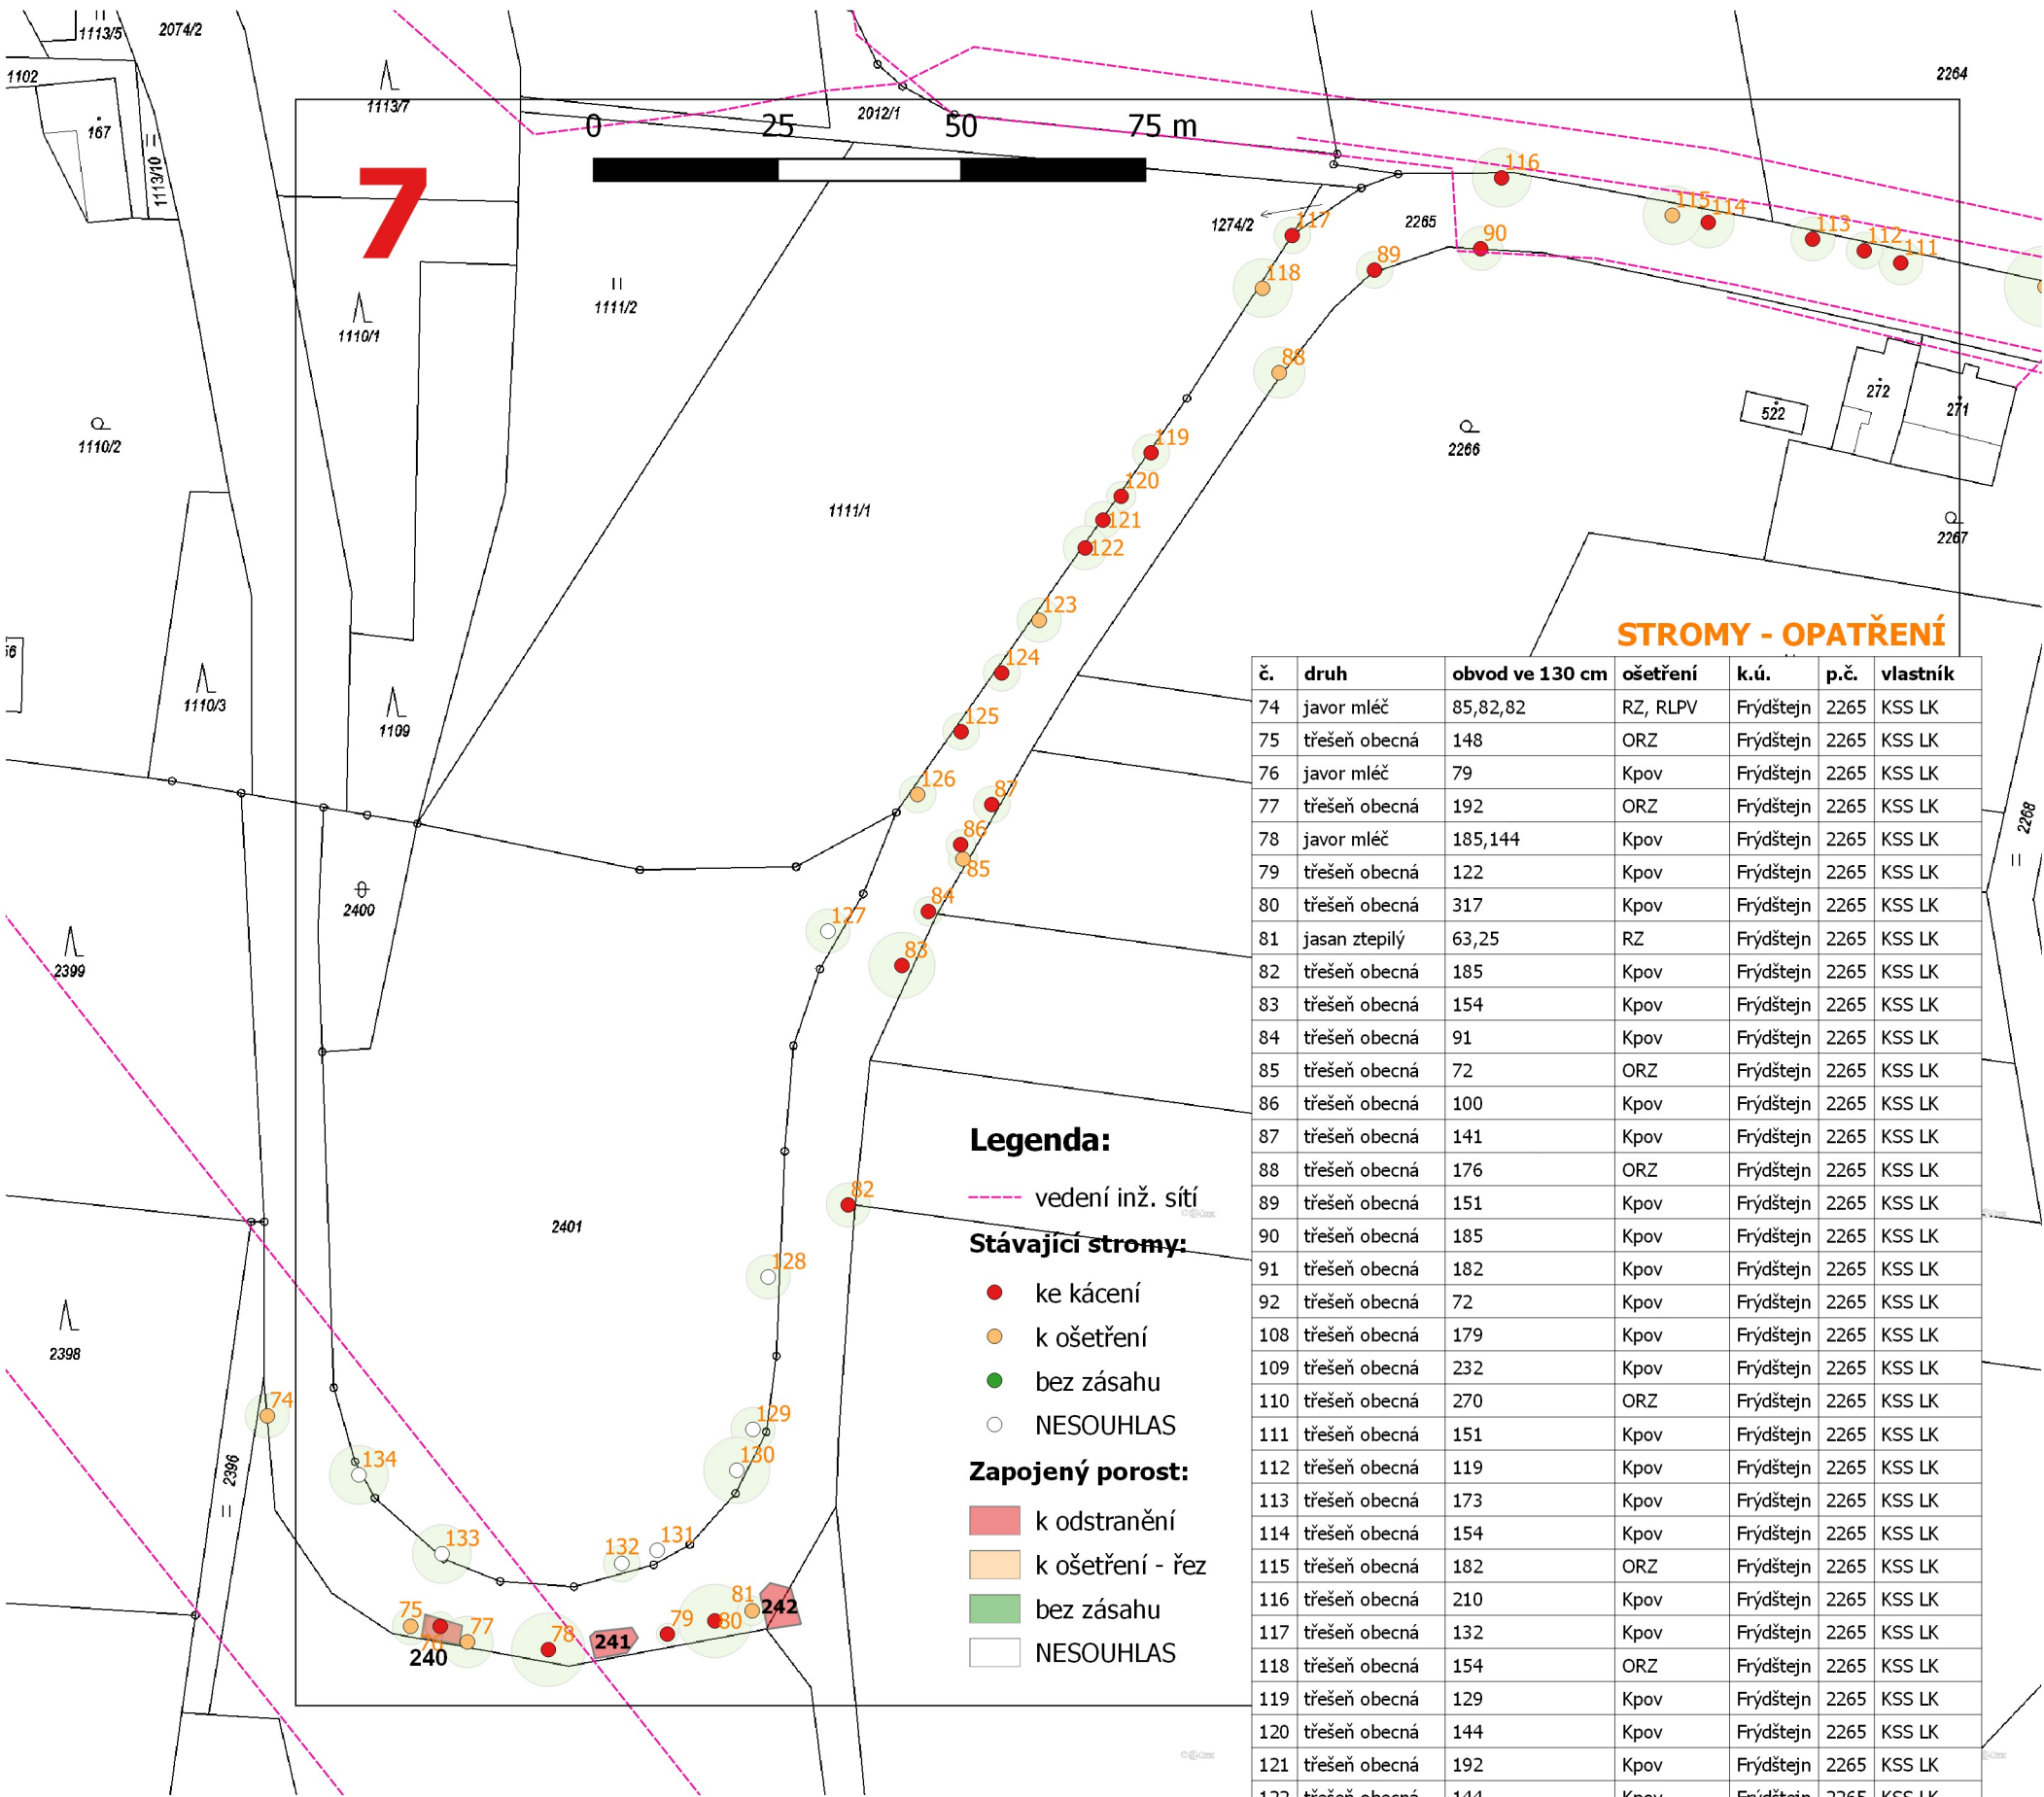 1113/5
2074/2
1102
1113/7
2012/1
2264
167
1113/10
7
0 25 50 75 m
116
115
114
113
112
111
1274/2
117
2265
90
89
118
1111/2
1110/1
88
272
271
522
1110/2
2266
119
120
121
122
1111/1
2267
123
124
125
126
87
86
85
84
83
127
1110/3
1109
2400
2399
2268
82
2401
128
2398
74
129
130
134
133
132
131
2396
75
76
77
240
78
241
79
80
81
242
Legenda:
vedení inž. sítí
Stávající stromy:
ke kácení
k ošetření
bez zásahu
NESOUHLAS
Zapojený porost:
k odstranění
k ošetření - řez
bez zásahu
NESOUHLAS
STROMY - OPATŘENÍ
č. druh obvod ve 130 cm ošetření k.ú. p.č. vlastník
74 javor mléč 85,82,82 RZ, RLPV Frýdštejn 2265 KSS LK
75 třešeň obecná 148 ORZ Frýdštejn 2265 KSS LK
76 javor mléč 79 Kpov Frýdštejn 2265 KSS LK
77 třešeň obecná 192 ORZ Frýdštejn 2265 KSS LK
78 javor mléč 185,144 Kpov Frýdštejn 2265 KSS LK
79 třešeň obecná 122 Kpov Frýdštejn 2265 KSS LK
80 třešeň obecná 317 Kpov Frýdštejn 2265 KSS LK
81 jasan ztepilý 63,25 RZ Frýdštejn 2265 KSS LK
82 třešeň obecná 185 Kpov Frýdštejn 2265 KSS LK
83 třešeň obecná 154 Kpov Frýdštejn 2265 KSS LK
84 třešeň obecná 91 Kpov Frýdštejn 2265 KSS LK
85 třešeň obecná 72 ORZ Frýdštejn 2265 KSS LK
86 třešeň obecná 100 Kpov Frýdštejn 2265 KSS LK
87 třešeň obecná 141 Kpov Frýdštejn 2265 KSS LK
88 třešeň obecná 176 ORZ Frýdštejn 2265 KSS LK
89 třešeň obecná 151 Kpov Frýdštejn 2265 KSS LK
90 třešeň obecná 185 Kpov Frýdštejn 2265 KSS LK
91 třešeň obecná 182 Kpov Frýdštejn 2265 KSS LK
92 třešeň obecná 72 Kpov Frýdštejn 2265 KSS LK
108 třešeň obecná 179 Kpov Frýdštejn 2265 KSS LK
109 třešeň obecná 232 Kpov Frýdštejn 2265 KSS LK
110 třešeň obecná 270 ORZ Frýdštejn 2265 KSS LK
111 třešeň obecná 151 Kpov Frýdštejn 2265 KSS LK
112 třešeň obecná 119 Kpov Frýdštejn 2265 KSS LK
113 třešeň obecná 173 Kpov Frýdštejn 2265 KSS LK
114 třešeň obecná 154 Kpov Frýdštejn 2265 KSS LK
115 třešeň obecná 182 ORZ Frýdštejn 2265 KSS LK
116 třešeň obecná 210 Kpov Frýdštejn 2265 KSS LK
117 třešeň obecná 132 Kpov Frýdštejn 2265 KSS LK
118 třešeň obecná 154 ORZ Frýdštejn 2265 KSS LK
119 třešeň obecná 129 Kpov Frýdštejn 2265 KSS LK
120 třešeň obecná 144 Kpov Frýdštejn 2265 KSS LK
121 třešeň obecná 192 Kpov Frýdštejn 2265 KSS LK
122 třešeň obecná 144 Kpov Frýdštejn 2265 KSS LK